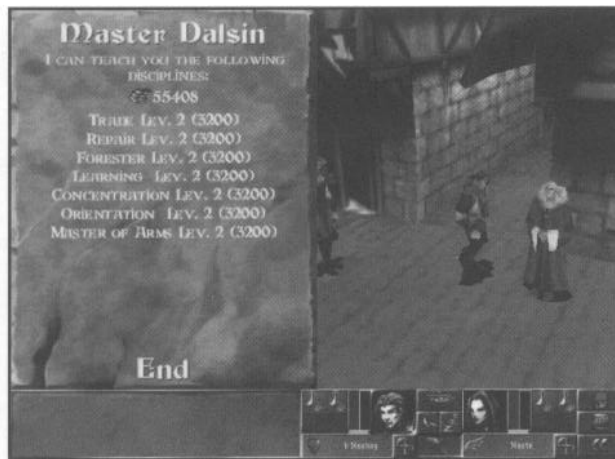 Master Dalsin
I CAN TEACH YOU THE FOLLOWING
DISCIPLINES:
55408
TRADE LEV. 2 (3200)
REPAIR LEV. 2 (3200)
FORESTER LEV. 2 (3200)
LEARNING LEV. 2 (3200)
CONCENTRATION LEV. 2 (3200)
ORIENTATION LEV. 2 (3200)
MASTER OF ARMS LEV. 2 (3200)
End